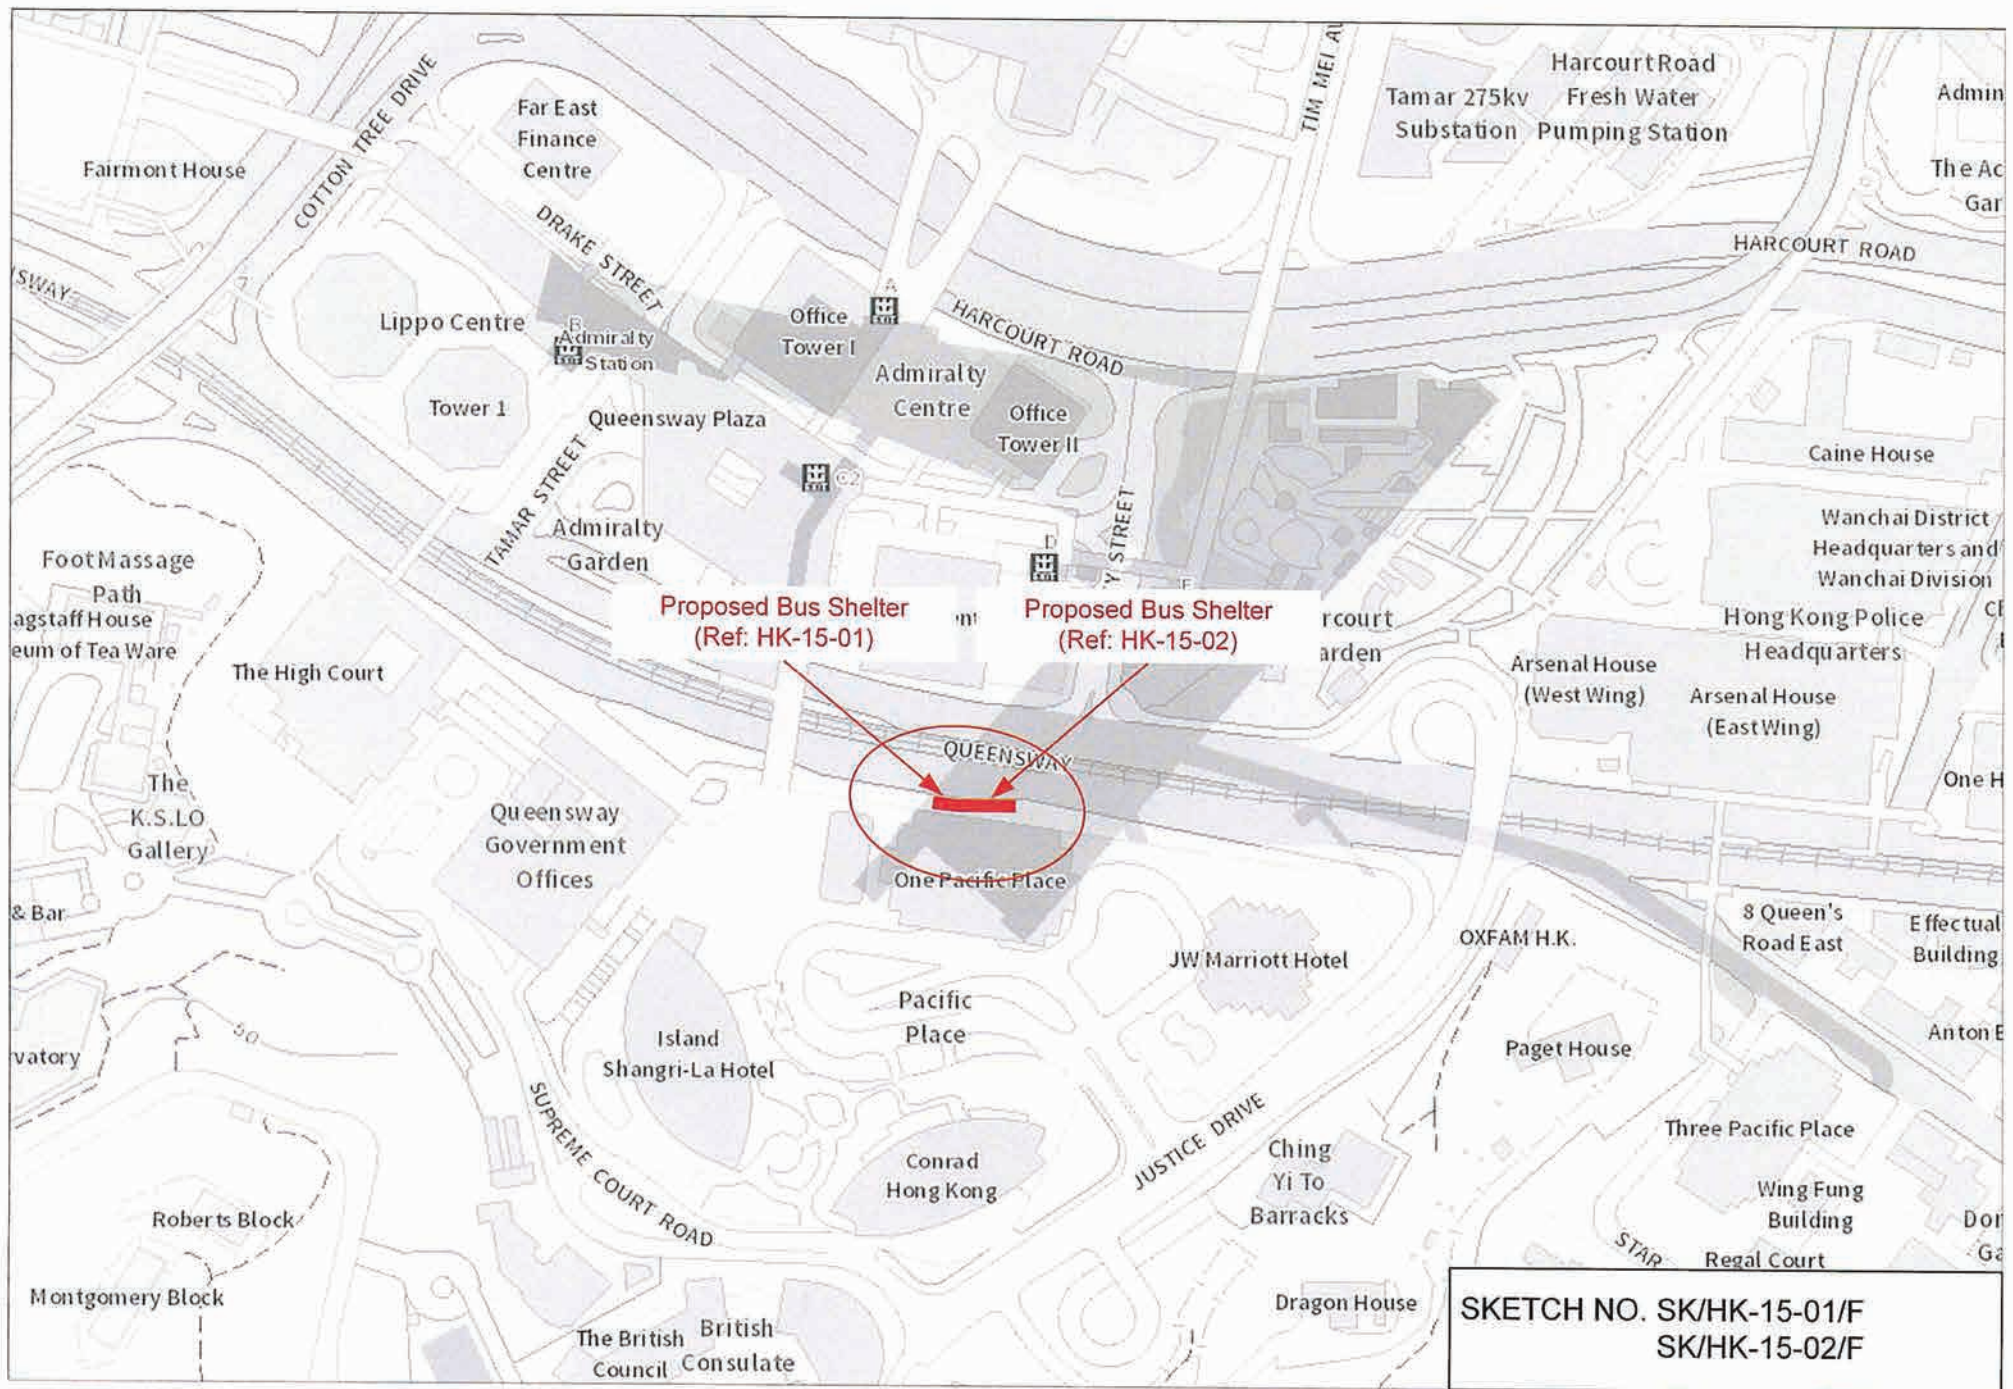 COTTON TREE DRIVE
Far East
Finance
Centre
Fairmont House
DRAKE STREET
TIM MEI
Tamar 275kv
Substation
Harcourt Road
Fresh Water
Pumping Station
Admin
The Ac
Gar
HARCOURT ROAD
SWAY
Lippo Centre
B
Admiralty
Station
Office
Tower I
A
EXIT
HARCOURT ROAD
Admiralty
Centre
Office
Tower II
Tower 1
Queensway Plaza
C2
EXIT
TAMAR STREET
Admiralty
Garden
D
EXIT
Y STREET
E
Caine House
Wanchai District
Headquarters and
Wanchai Division
Hong Kong Police
Headquarters
Foot Massage
Path
agstaff House
eum of Tea Ware
The High Court
Proposed Bus Shelter
(Ref: HK-15-01)
Proposed Bus Shelter
(Ref: HK-15-02)
rcourt
arden
Arsenal House
(West Wing)
Arsenal House
(East Wing)
QUEENSWAY
The
K.S.LO
Gallery
Queensway
Government
Offices
One Pacific Place
One H
& Bar
8 Queen's
Road East
Effectual
Building
OXFAM H.K.
JW Marriott Hotel
50
vatory
Island
Shangri-La Hotel
Pacific
Place
Paget House
Anton
SUPREME COURT ROAD
JUSTICE DRIVE
Conrad
Hong Kong
Ching
Yi To
Barracks
Three Pacific Place
Wing Fung
Building
Roberts Block
STAR
Regal Court
Montgomery Block
The British
Council
British
Consulate
Dragon House
SKETCH NO. SK/HK-15-01/F
SK/HK-15-02/F